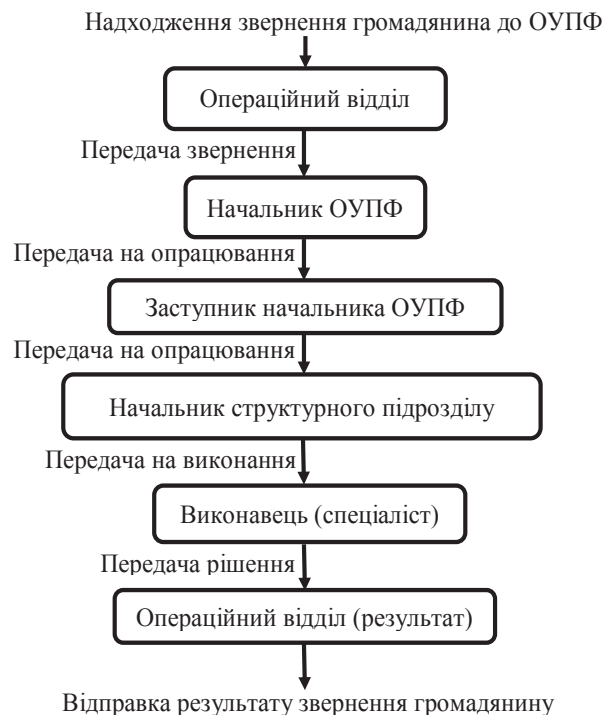 Надходження звернення громадянина до ОУПФ
Операційний відділ
Передача звернення
Начальник ОУПФ
Передача на опрацювання
Заступник начальника ОУПФ
Передача на опрацювання
Начальник структурного підрозділу
Передача на виконання
Виконавець (спеціаліст)
Передача рішення
Операційний відділ (результат)
Відправка результату звернення громадянину